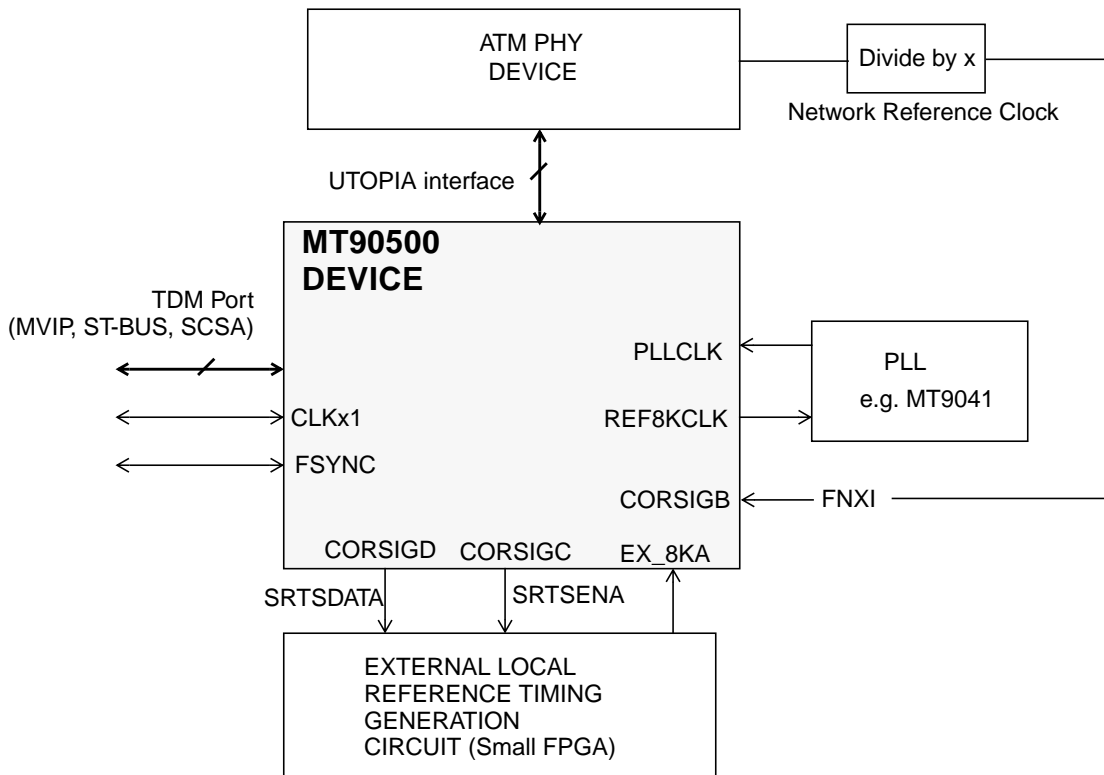 ATM PHY
DEVICE
Divide by x
Network Reference Clock
UTOPIA interface
MT90500
DEVICE
TDM Port
(MVIP, ST-BUS, SCSA)
PLLCLK
PLL
e.g. MT9041
CLKx1
REF8KCLK
FSYNC
CORSIGB
FNXI
CORSIGD
CORSIGC
EX_8KA
SRTSDATA
SRTSENA
EXTERNAL LOCAL
REFERENCE TIMING
GENERATION
CIRCUIT (Small FPGA)